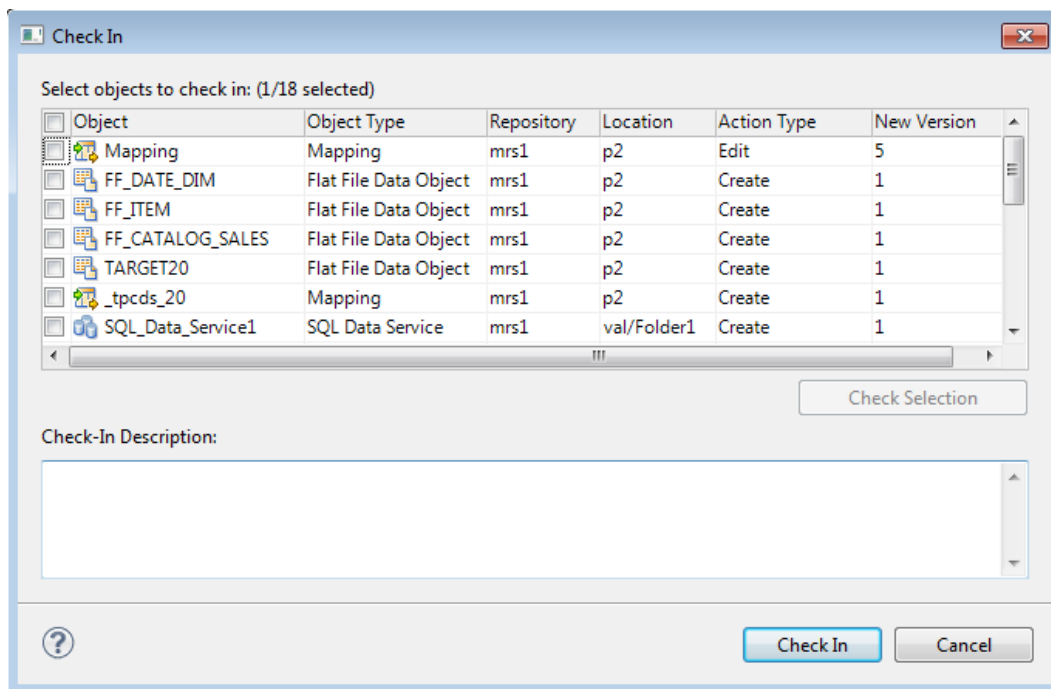 Check In
Select objects to check in: (1/18 selected)
Object Object Type Repository Location Action Type New Version
Mapping Mapping mrs1 p2 Edit 5
FF_DATE_DIM Flat File Data Object mrs1 p2 Create 1
FF_ITEM Flat File Data Object mrs1 p2 Create 1
FF_CATALOG_SALES Flat File Data Object mrs1 p2 Create 1
TARGET20 Flat File Data Object mrs1 p2 Create 1
_tpcds_20 Mapping mrs1 p2 Create 1
SQL_Data_Service1 SQL Data Service mrs1 val/Folder1 Create 1
Check Selection
Check-In Description:
Check In Cancel